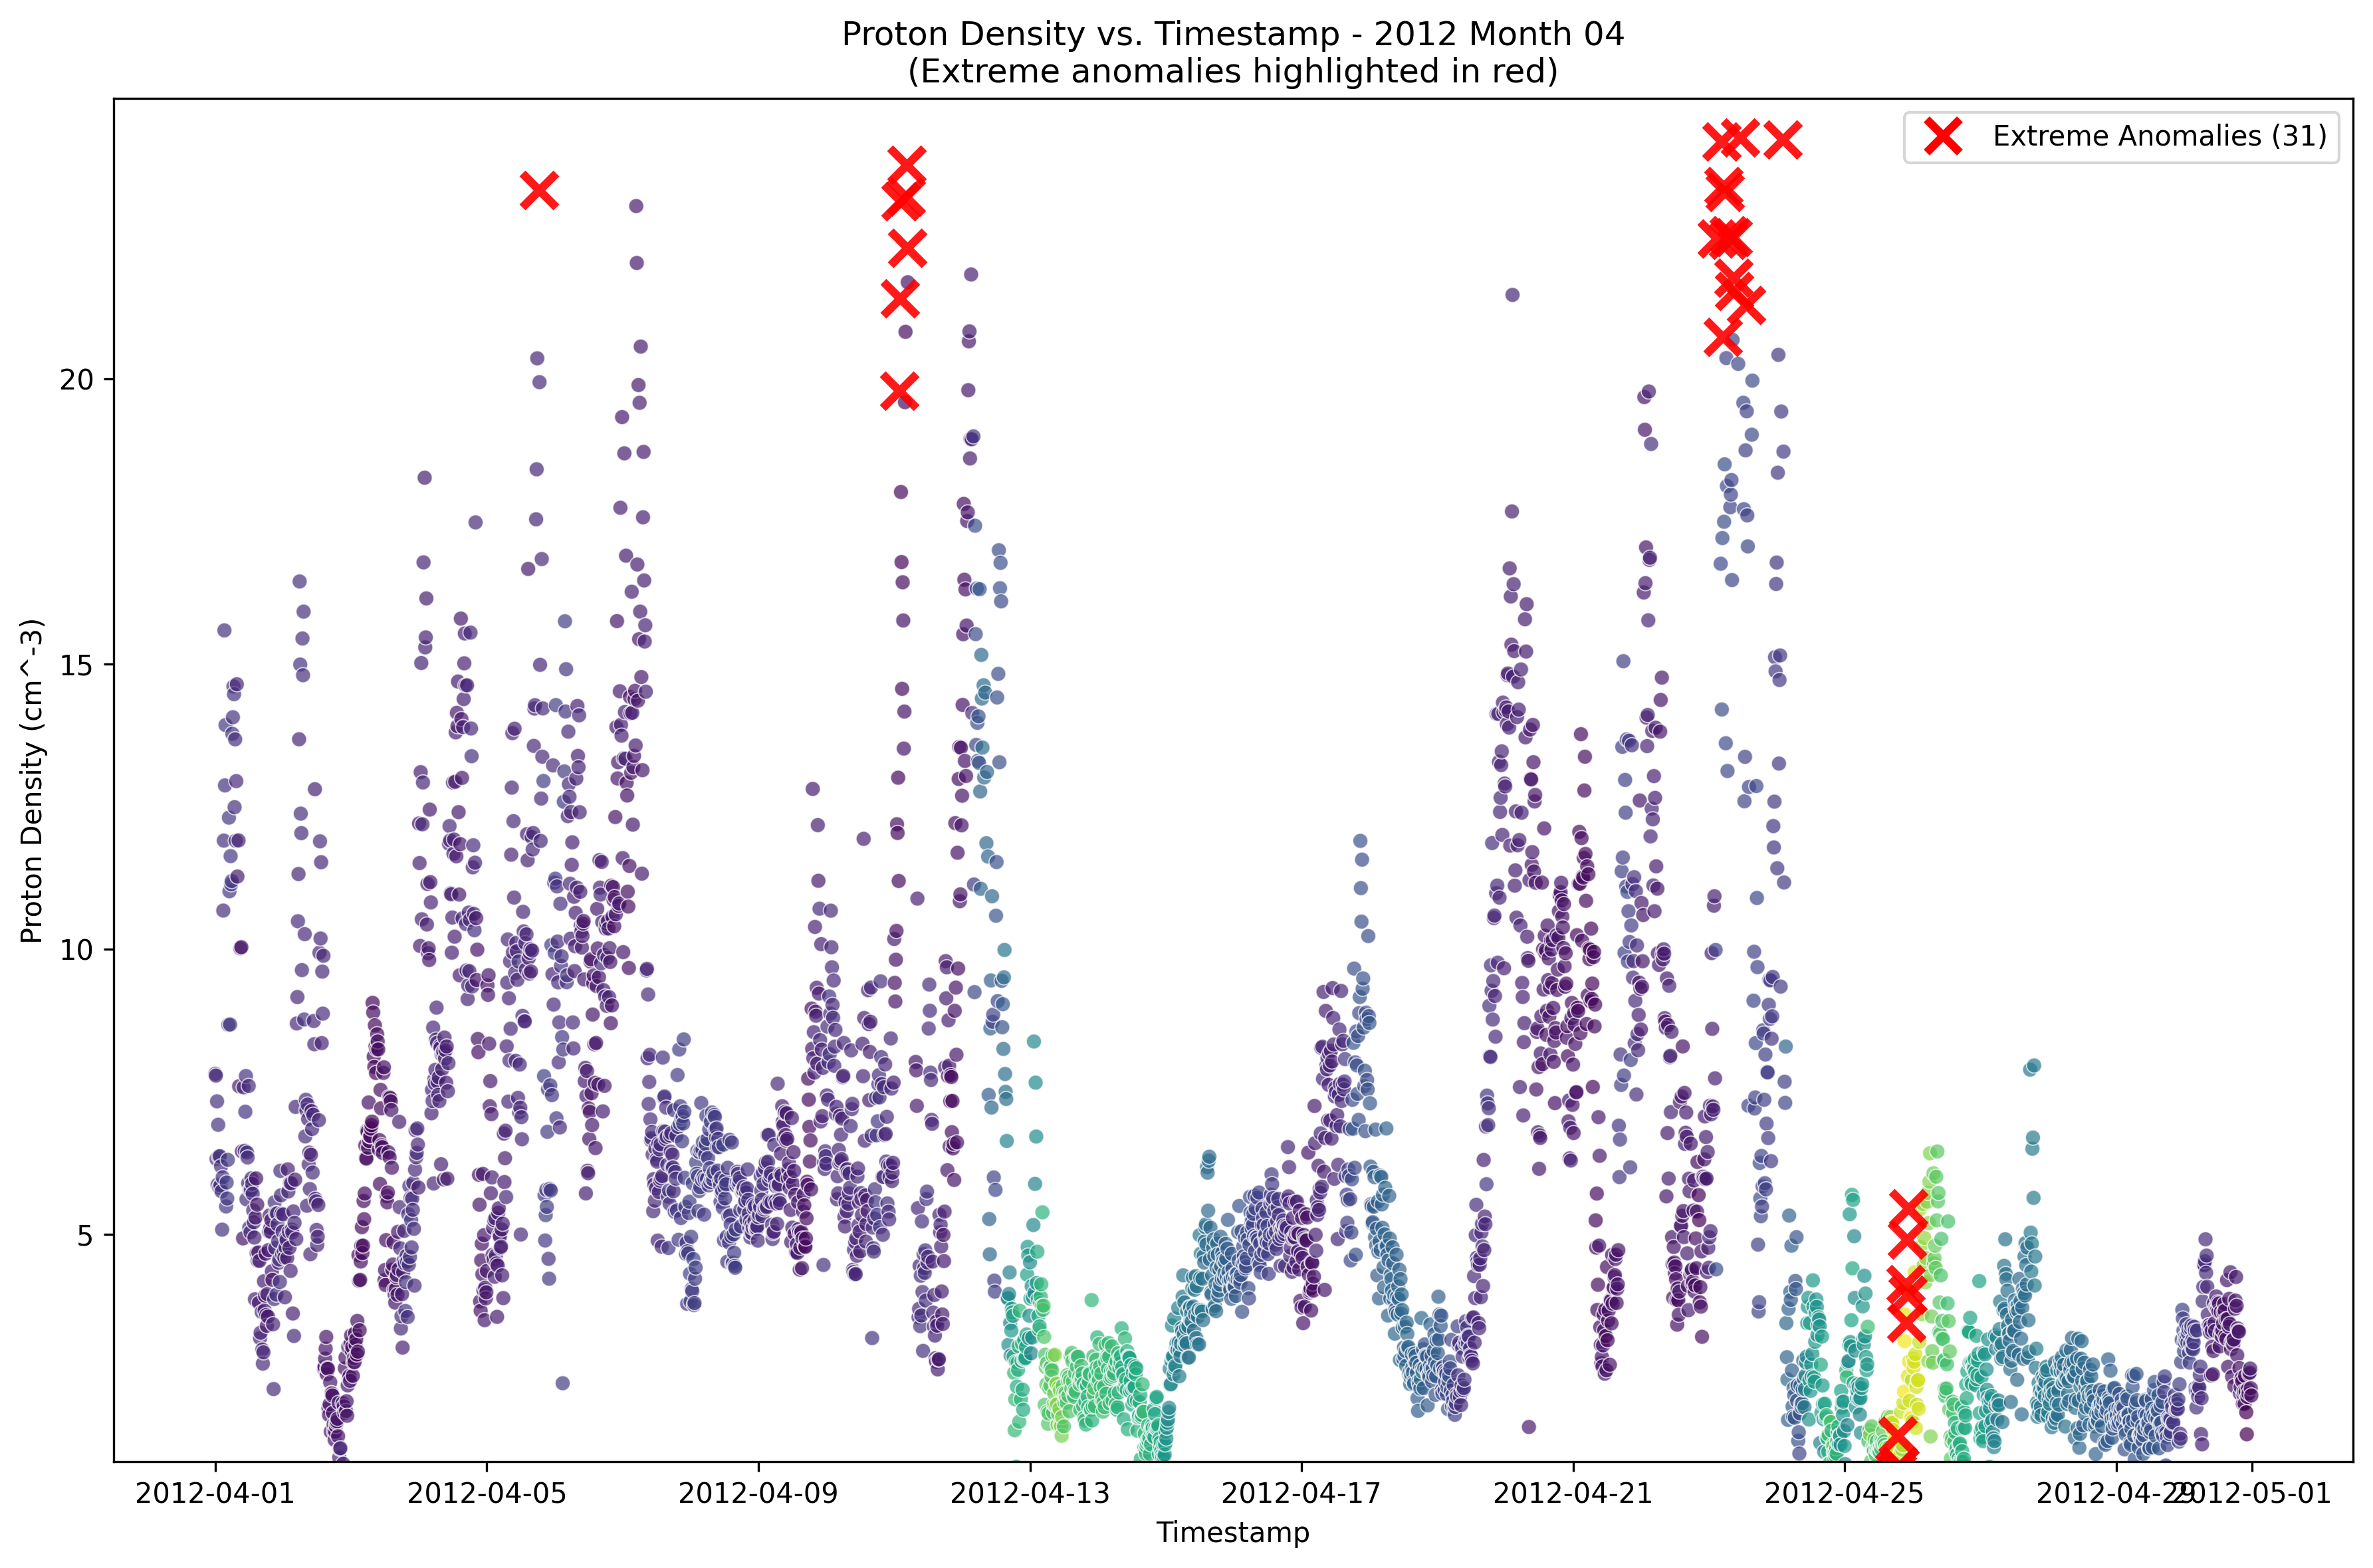 Proton Density vs. Timestamp - 2012 Month 04
(Extreme anomalies highlighted in red)
Extreme Anomalies (31)
Proton Density (cm^-3)
20
15
10
5
2012-04-01
2012-04-05
2012-04-09
2012-04-13
2012-04-17
2012-04-21
2012-04-25
2012-04-29
2012-05-01
Timestamp